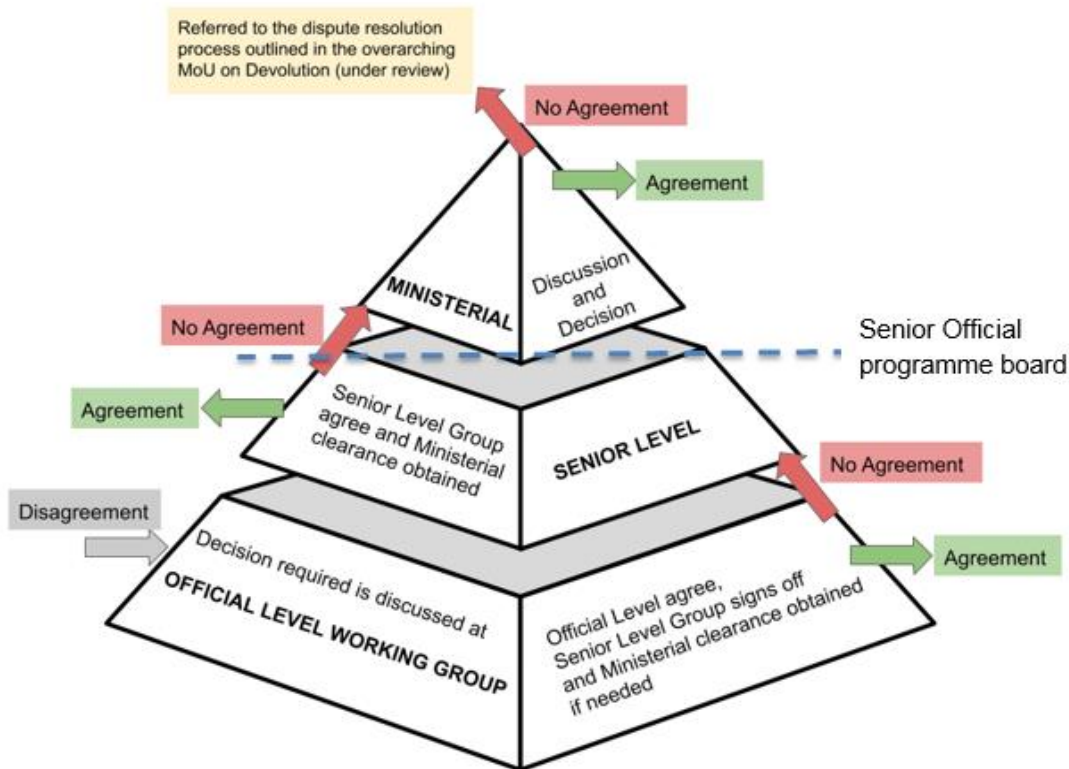 Referred to the dispute resolution
process outlined in the overarching
MoU on Devolution (under review)
No Agreement
Agreement
MINISTERIAL
Discussion
and
Decision
No Agreement
Senior Official
programme board
Agreement
Senior Level Group
agree and Ministerial
clearance obtained
SENIOR LEVEL
No Agreement
Disagreement
Decision required is discussed at
OFFICIAL LEVEL WORKING GROUP
Agreement
Official Level agree,
Senior Level Group signs off
and Ministerial clearance obtained
if needed